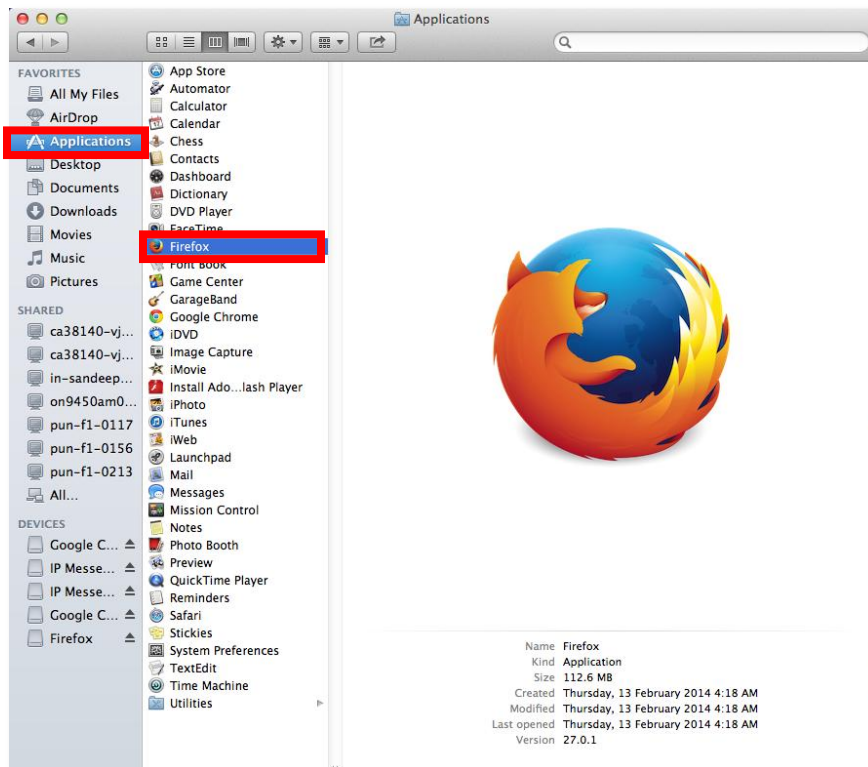 Applications
FAVORITES
All My Files
AirDrop
Applications
Desktop
Documents
Downloads
Movies
Music
Pictures
SHARED
ca38140-vj...
ca38140-vj...
in-sandeep...
on9450am0...
pun-f1-0117
pun-f1-0156
pun-f1-0213
All...
DEVICES
Google C...
IP Messe...
IP Messe...
Google C...
Firefox
App Store
Automator
Calculator
Calendar
Chess
Contacts
Dashboard
Dictionary
DVD Player
FaceTime
Firefox
Font Book
Game Center
GarageBand
Google Chrome
iDVD
Image Capture
iMovie
Install Ado...lash Player
iPhoto
iTunes
iWeb
Launchpad
Mail
Messages
Mission Control
Notes
Photo Booth
Preview
QuickTime Player
Reminders
Safari
Stickies
System Preferences
TextEdit
Time Machine
Utilities
Name Firefox
Kind Application
Size 112.6 MB
Created Thursday, 13 February 2014 4:18 AM
Modified Thursday, 13 February 2014 4:18 AM
Last opened Thursday, 13 February 2014 4:18 AM
Version 27.0.1